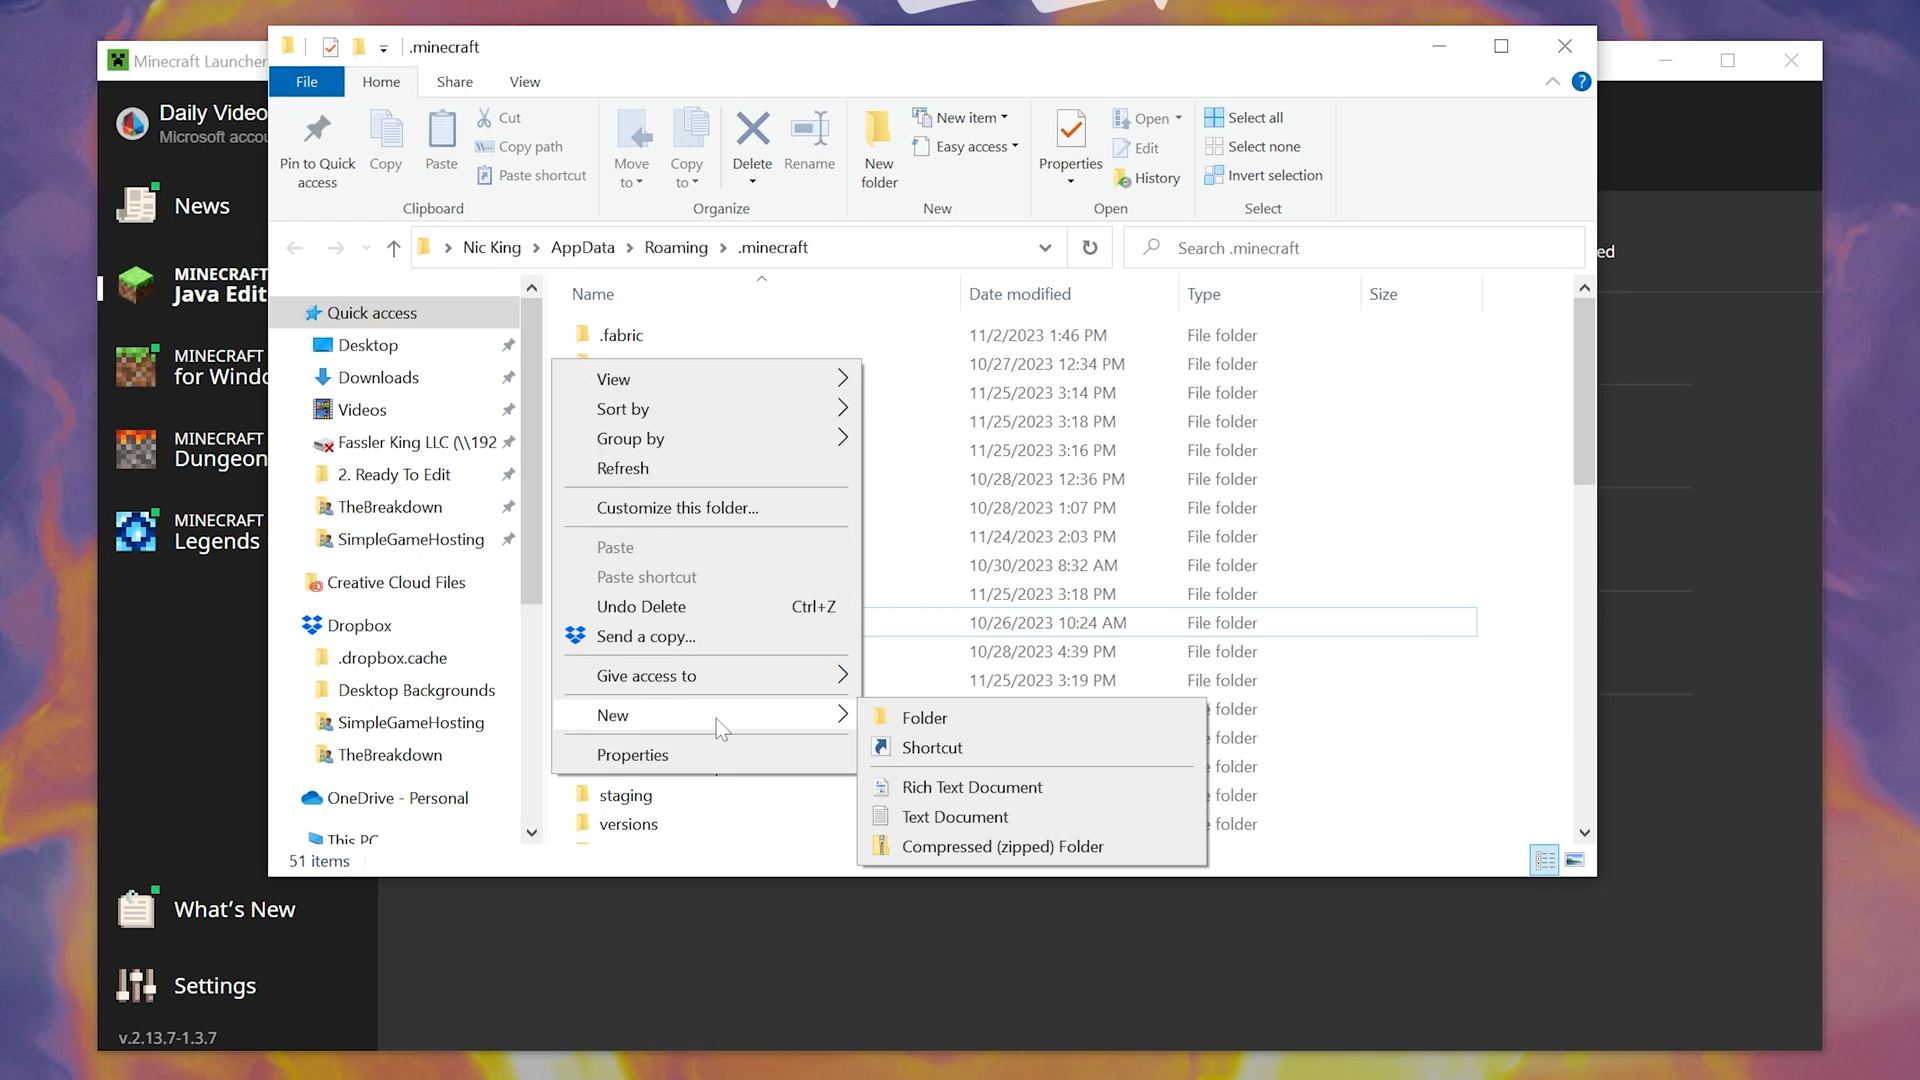 Minecraft Launcher
Daily Video
Microsoft accou
News
MINECRAFT
Java Edit
MINECRAFT
for Windo
MINECRAFT
Dungeon
MINECRAFT
Legends
What's New
Settings
v.2.13.7-1.3.7
.minecraft
File
Home
Share
View
Pin to Quick
access
Copy
Paste
Cut
Copy path
Paste shortcut
Clipboard
Move
to
Copy
to
Delete
Rename
Organize
New
folder
New item
Easy access
New
Properties
Open
Edit
History
Open
Select all
Select none
Invert selection
Select
Nic King
AppData
Roaming
.minecraft
Search .minecraft
ed
Quick access
Desktop
Downloads
Videos
Fassler King LLC (\\192
2. Ready To Edit
TheBreakdown
SimpleGameHosting
Creative Cloud Files
Dropbox
.dropbox.cache
Desktop Backgrounds
SimpleGameHosting
TheBreakdown
OneDrive - Personal
This PC
51 items
Name
Date modified
Type
Size
.fabric
11/2/2023 1:46 PM
File folder
10/27/2023 12:34 PM
File folder
11/25/2023 3:14 PM
File folder
11/25/2023 3:18 PM
File folder
11/25/2023 3:16 PM
File folder
10/28/2023 12:36 PM
File folder
10/28/2023 1:07 PM
File folder
11/24/2023 2:03 PM
File folder
10/30/2023 8:32 AM
File folder
11/25/2023 3:18 PM
File folder
10/26/2023 10:24 AM
File folder
10/28/2023 4:39 PM
File folder
11/25/2023 3:19 PM
File folder
e folder
e folder
e folder
staging
e folder
versions
e folder
View
Sort by
Group by
Refresh
Customize this folder...
Paste
Paste shortcut
Undo Delete
Ctrl+Z
Send a copy...
Give access to
New
Properties
Folder
Shortcut
Rich Text Document
Text Document
Compressed (zipped) Folder